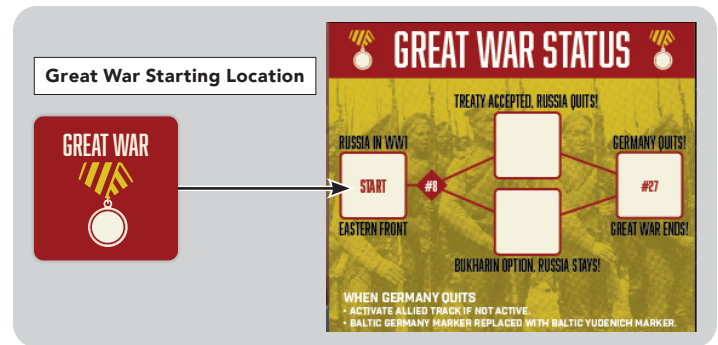 Great War Starting Location
GREAT WAR
GREAT WAR STATUS
TREATY ACCEPTED, RUSSIA QUITS!
RUSSIA IN WWI
GERMANY QUITS!
START
#8
#27
EASTERN FRONT
GREAT WAR ENDS!
BUKHARIN OPTION, RUSSIA STAYS!
WHEN GERMANY QUITS
• ACTIVATE ALLIED TRACK IF NOT ACTIVE.
• BALTIC GERMANY MARKER REPLACED WITH BALTIC YUDENICH MARKER.